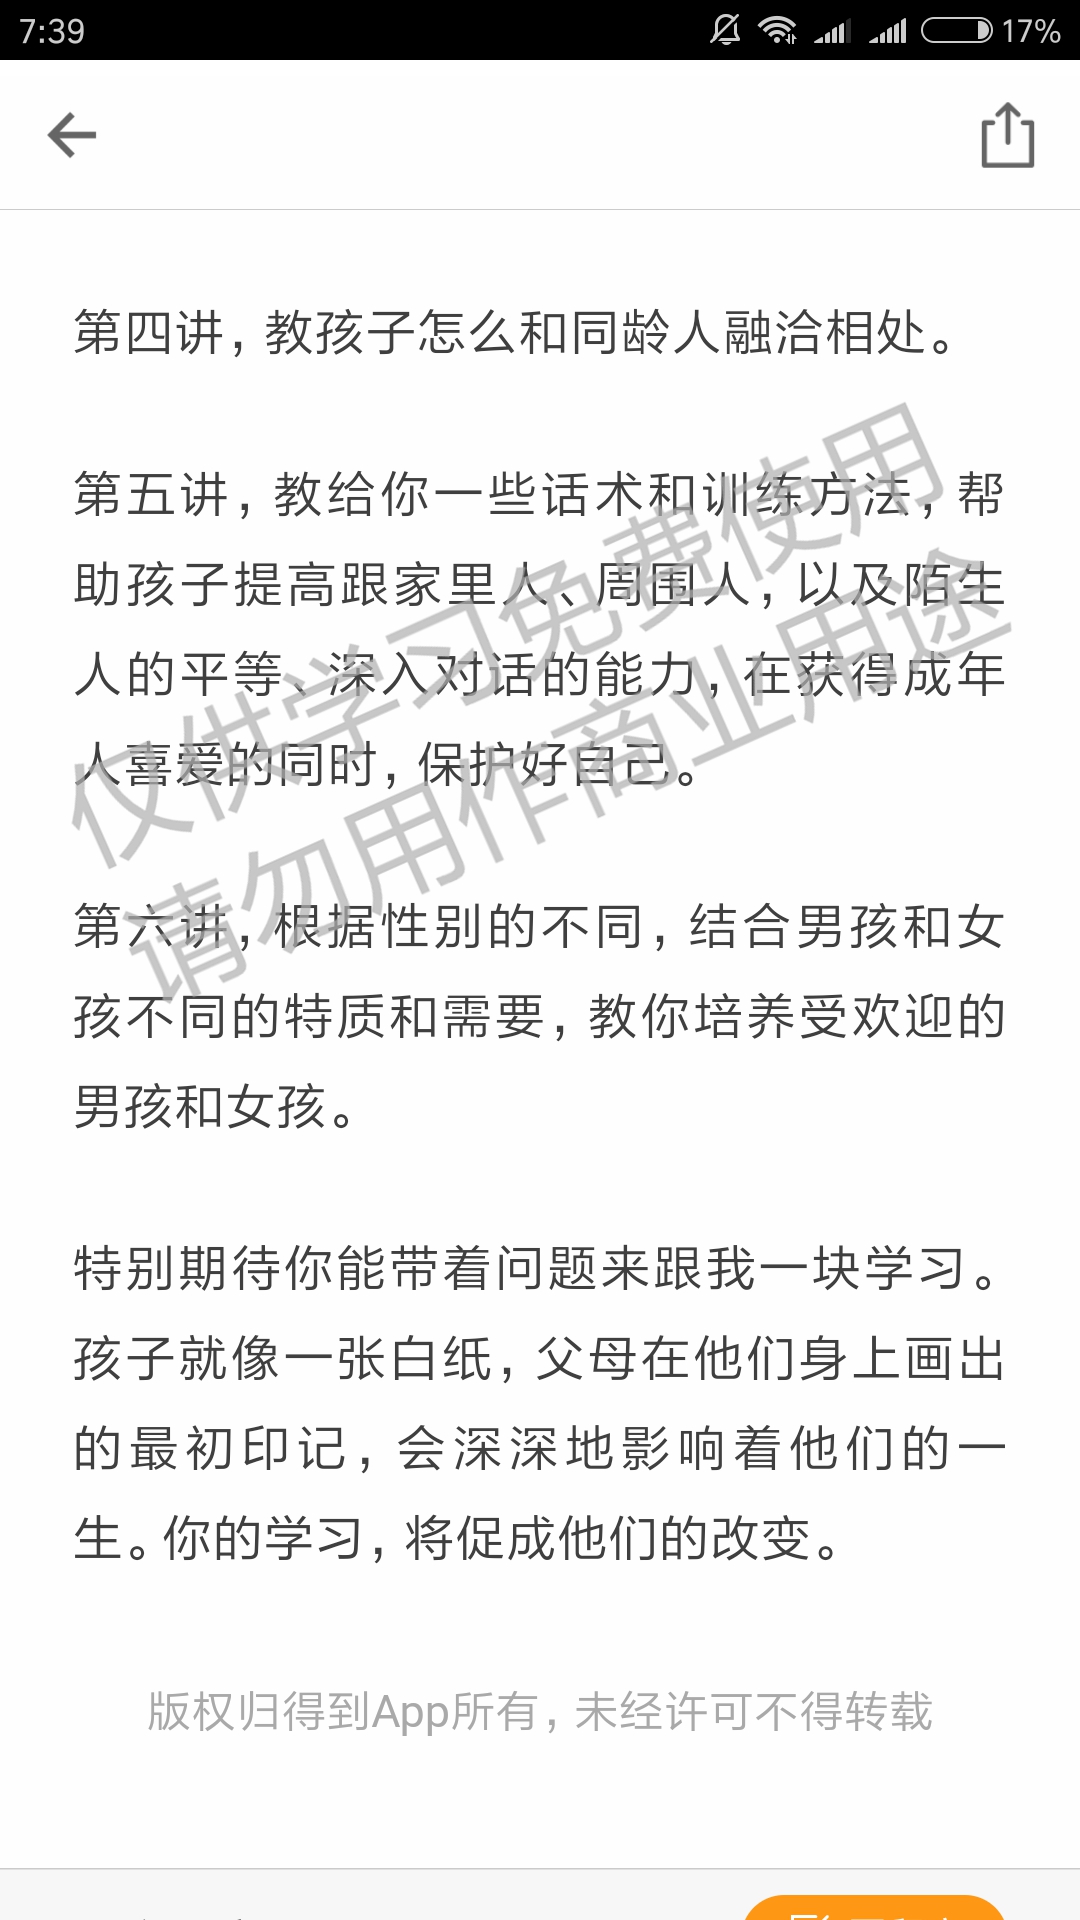 7:39
17%
第四讲，教孩子怎么和同龄人融洽相处。
第五讲，教给你一些话术和训练方法，帮
助孩子提高跟家里人、周围人，以及陌生
人的平等、深入对话的能力，在获得成年
人喜爱的同时，保护好自己。
仅供学习免费使用
请勿用作商业用途
第六讲，根据性别的不同，结合男孩和女
孩不同的特质和需要，教你培养受欢迎的
男孩和女孩。
特别期待你能带着问题来跟我一块学习。
孩子就像一张白纸，父母在他们身上画出
的最初印记，会深深地影响着他们的一
生。你的学习，将促成他们的改变。
版权归得到App所有，未经许可不得转载